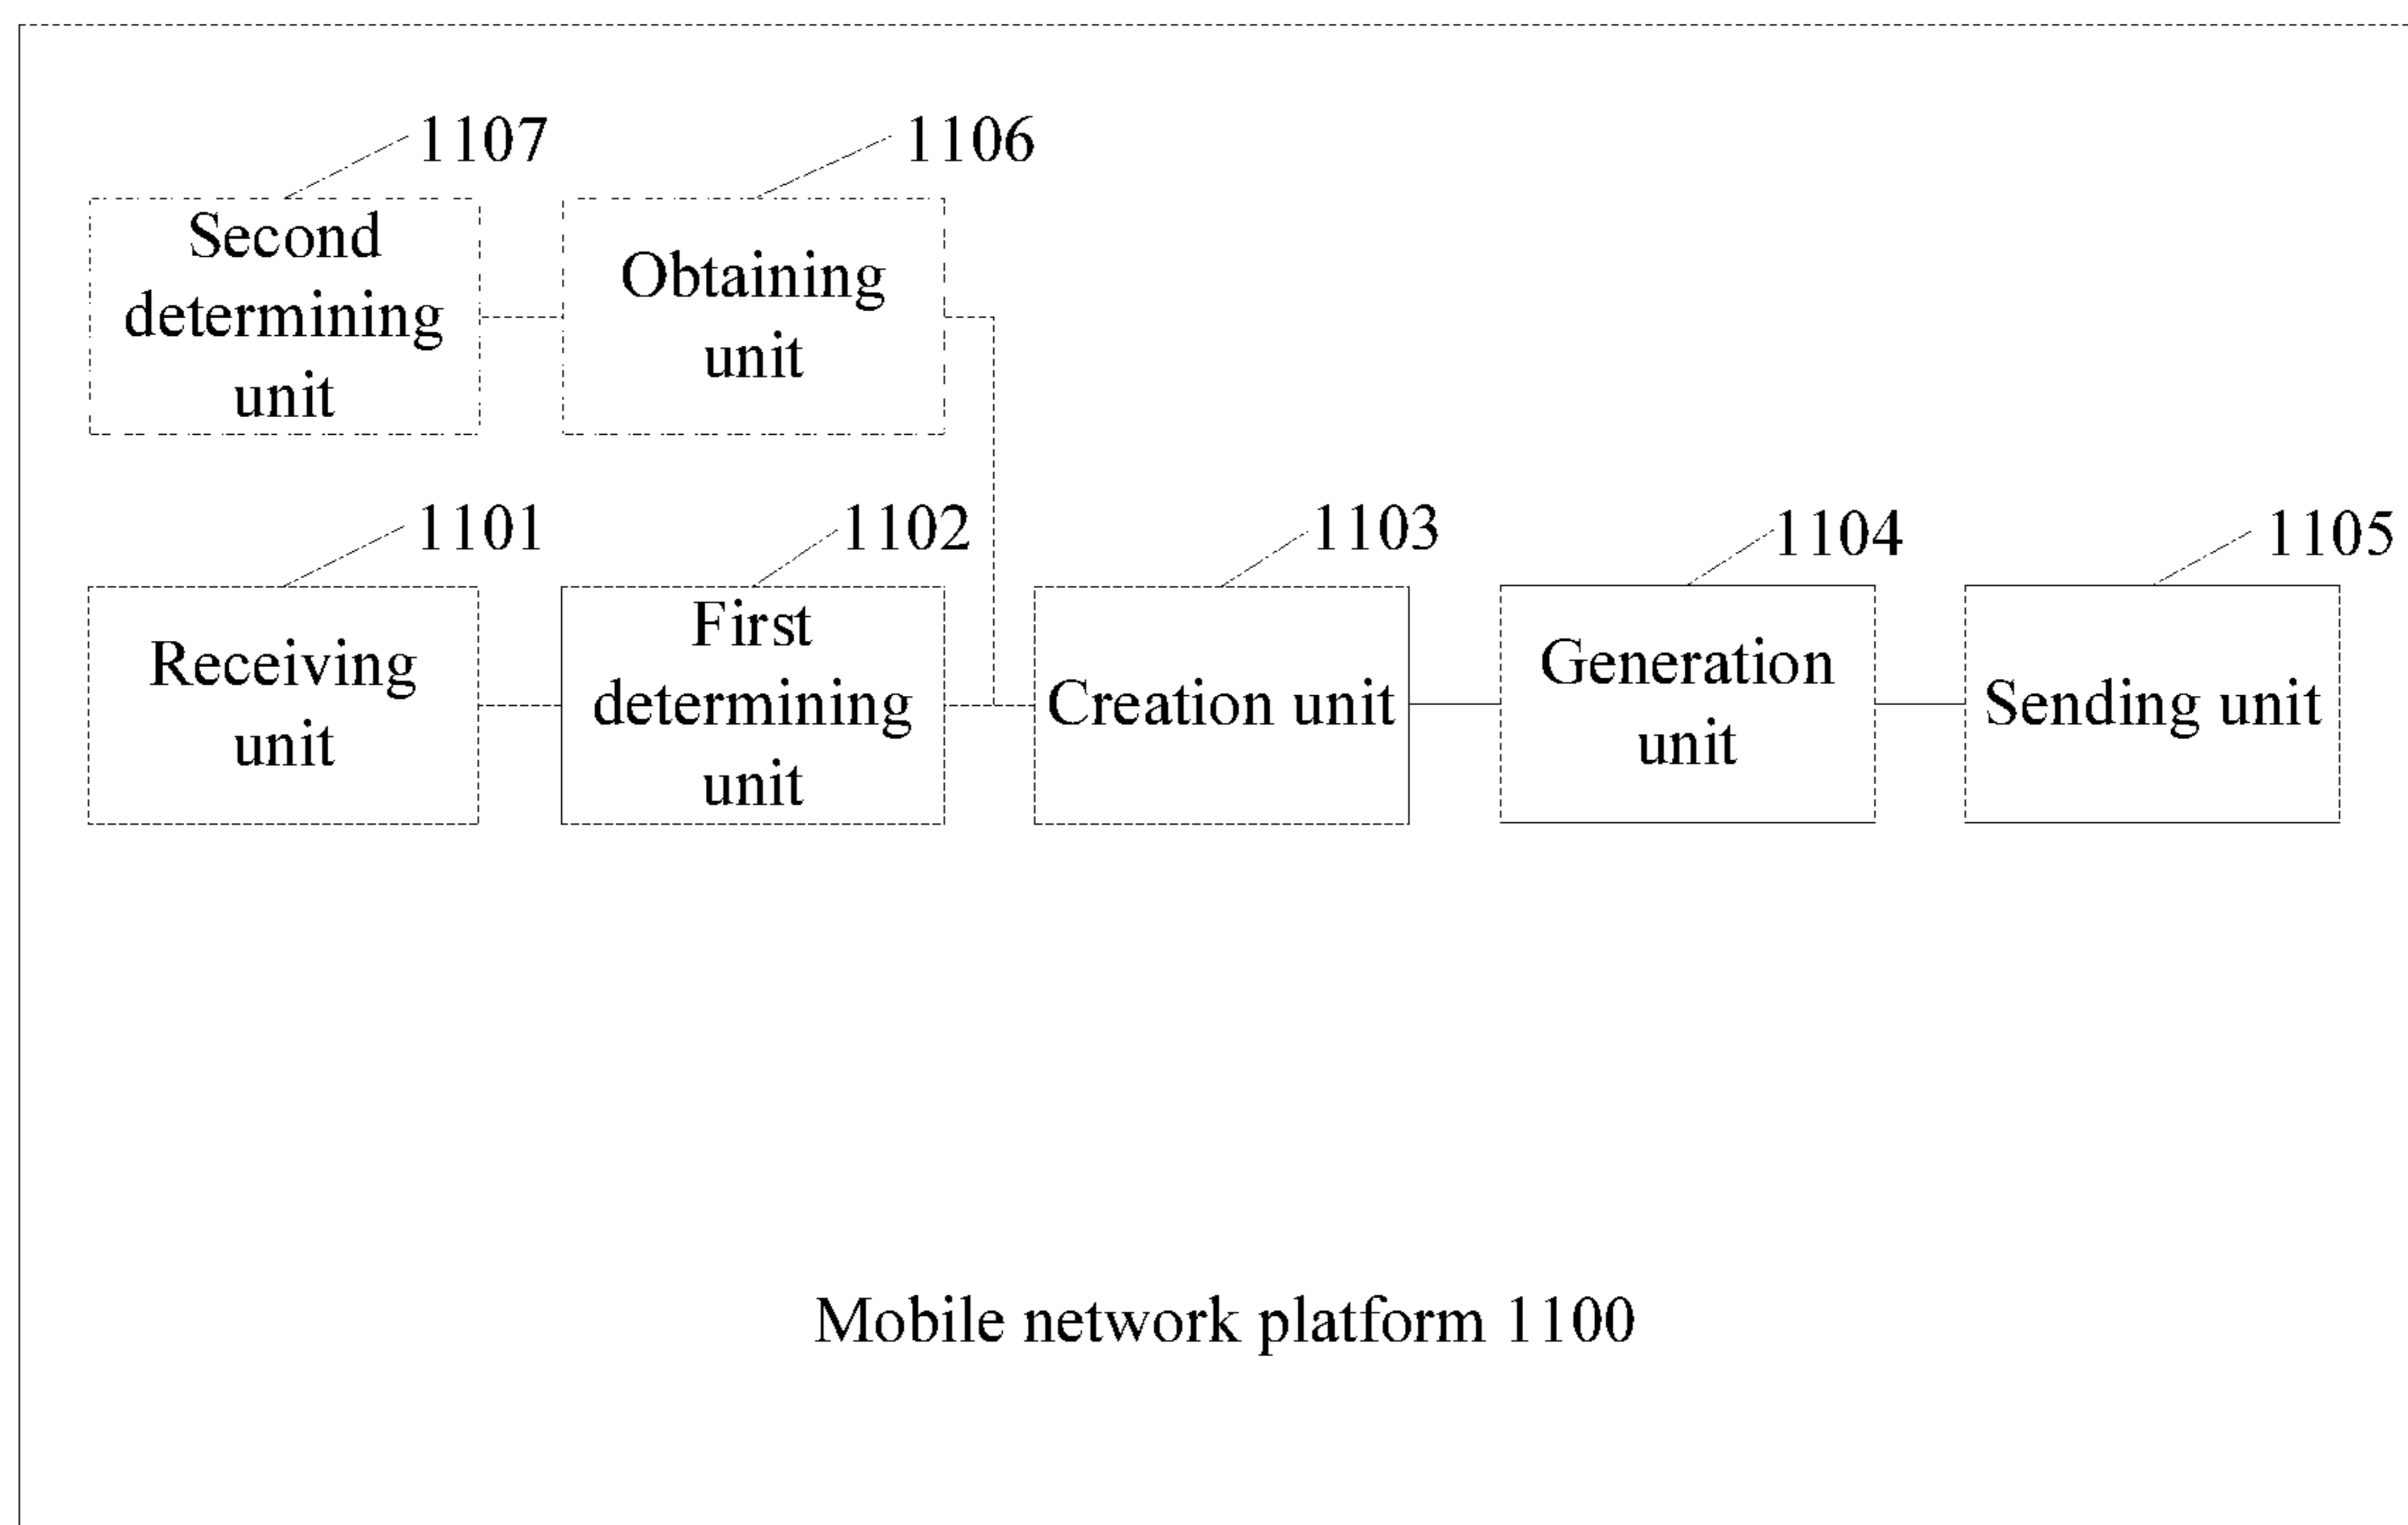 1107
1106
Second
determining
unit
Obtaining
unit
1101
1102
1103
1104
1105
Receiving
unit
First
determining
unit
Creation unit
Generation
unit
Sending unit
Mobile network platform 1100